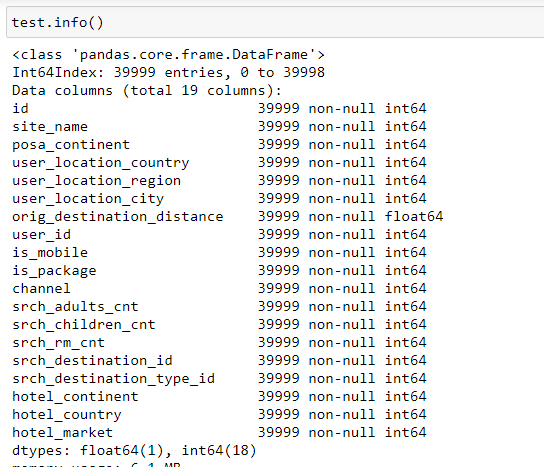 test.info()
<class 'pandas.core.frame.DataFrame'>
Int64Index: 39999 entries, 0 to 39998
Data columns (total 19 columns):
id                           39999 non-null int64
site_name                    39999 non-null int64
posa_continent               39999 non-null int64
user_location_country        39999 non-null int64
user_location_region         39999 non-null int64
user_location_city           39999 non-null int64
orig_destination_distance    39999 non-null float64
user_id                      39999 non-null int64
is_mobile                    39999 non-null int64
is_package                   39999 non-null int64
channel                      39999 non-null int64
srch_adults_cnt              39999 non-null int64
srch_children_cnt            39999 non-null int64
srch_rm_cnt                  39999 non-null int64
srch_destination_id          39999 non-null int64
srch_destination_type_id     39999 non-null int64
hotel_continent              39999 non-null int64
hotel_country                39999 non-null int64
hotel_market                 39999 non-null int64
dtypes: float64(1), int64(18)
memory usage: 6.1 MB